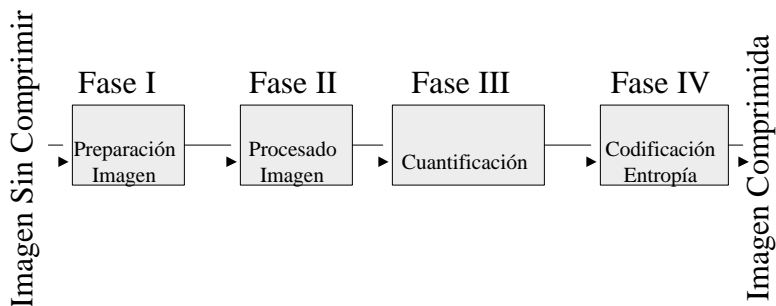 Imagen Sin Comprimir
Fase I
Preparación
Imagen
Fase II
Procesado
Imagen
Fase III
Cuantificación
Fase IV
Codificación
Entropía
Imagen Comprimida